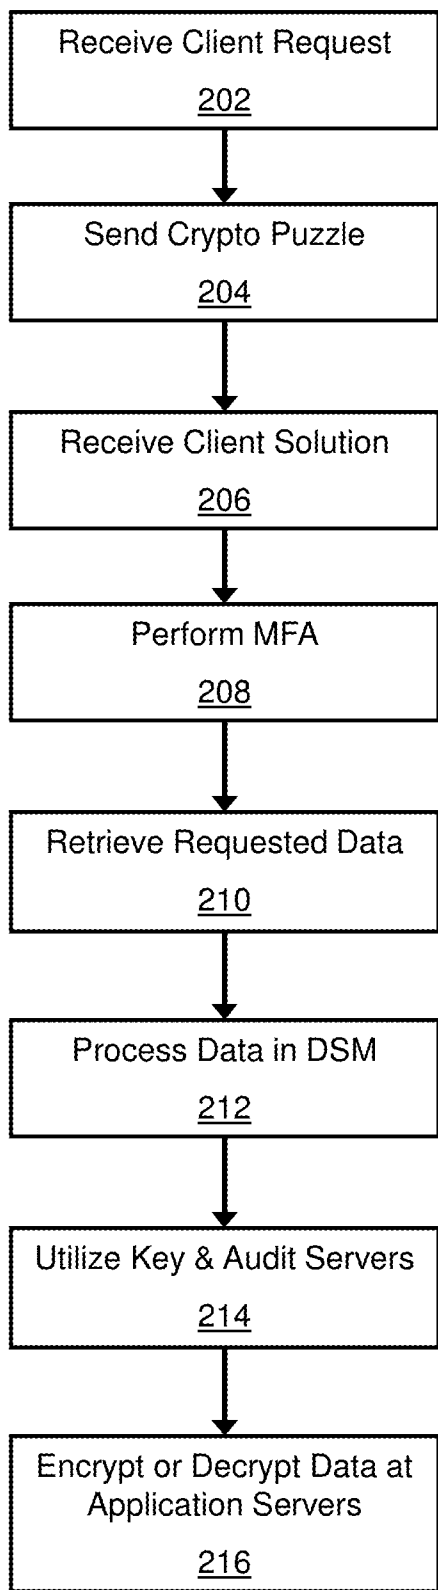 Receive Client Request
202
Send Crypto Puzzle
204
Receive Client Solution
206
Perform MFA
208
Retrieve Requested Data
210
Process Data in DSM
212
Utilize Key & Audit Servers
214
Encrypt or Decrypt Data at
Application Servers
216